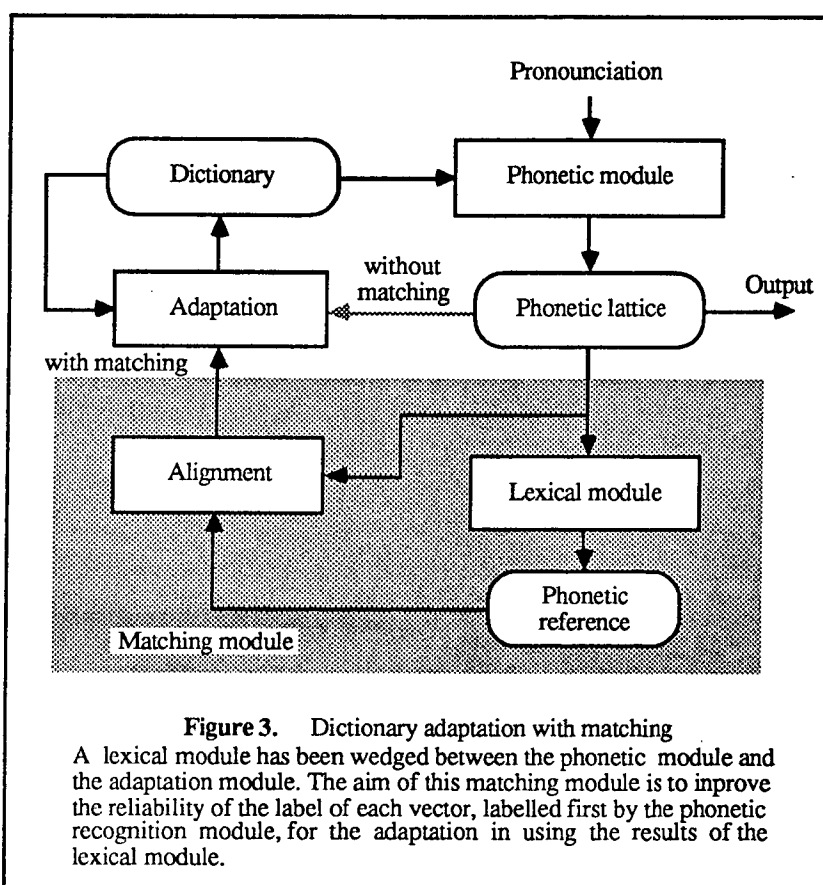 Pronounciation
Dictionary
Phonetic module
without
matching
Output
Adaptation
Phonetic lattice
with matching
Alignment
Lexical module
Phonetic
reference
Matching module
Figure 3. Dictionary adaptation with matching
A lexical module has been wedged between the phonetic module and
the adaptation module. The aim of this matching module is to inprove
the reliability of the label of each vector, labelled first by the phonetic
recognition module, for the adaptation in using the results of the
lexical module.